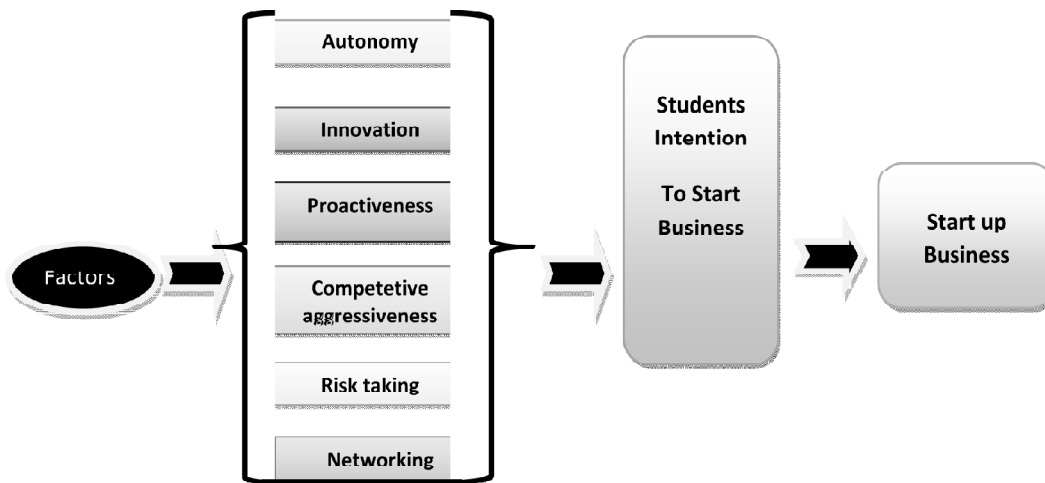 Factors
Autonomy
Innovation
Proactiveness
Competetive
aggressiveness
Risk taking
Networking
Students
Intention
To Start
Business
Start up
Business